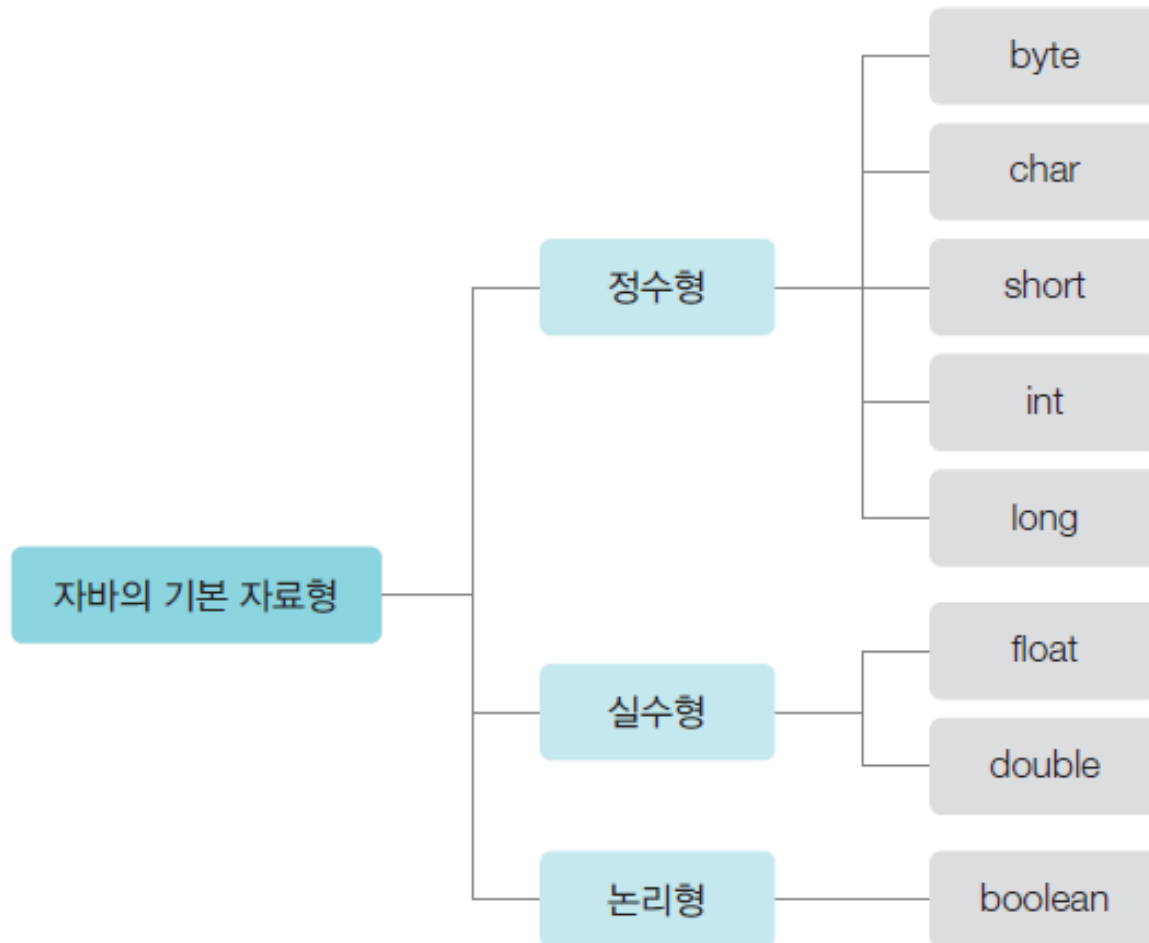 자바의 기본 자료형
정수형
byte
char
short
int
long
실수형
float
double
논리형
boolean